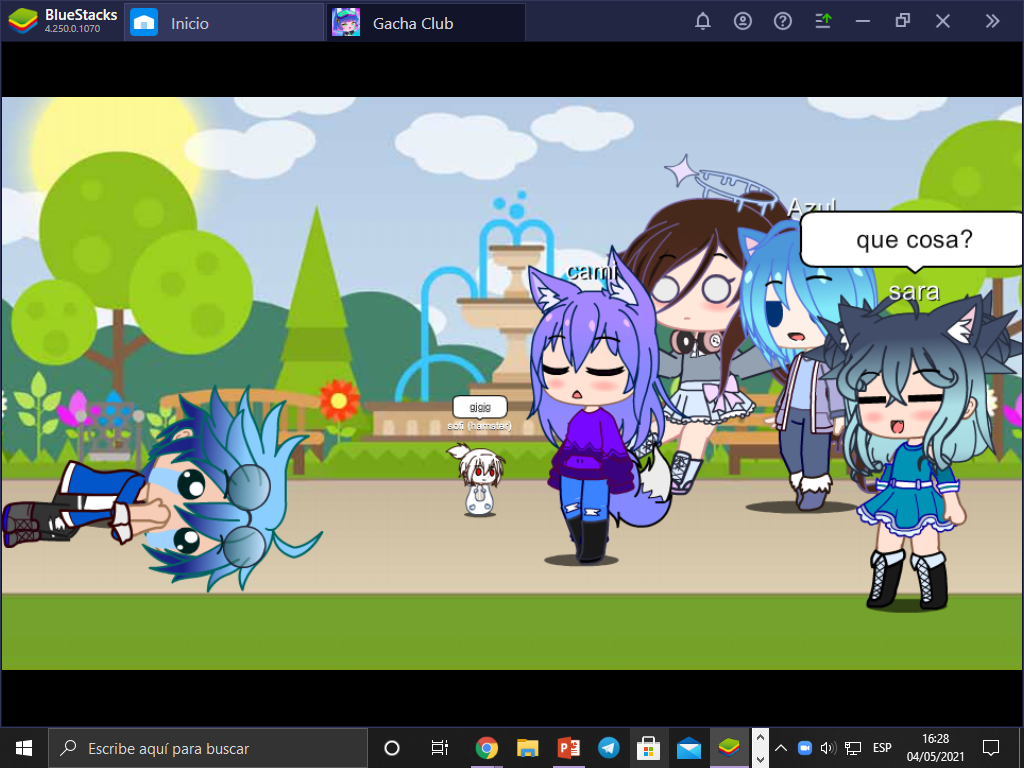 BlueStacks
4.250.0.1070
Inicio
Gacha Club
Azul
que cosa?
cami
sara
gjgjg
sofi (hamster)
Escribe aquí para buscar
ESP
16:28
04/05/2021